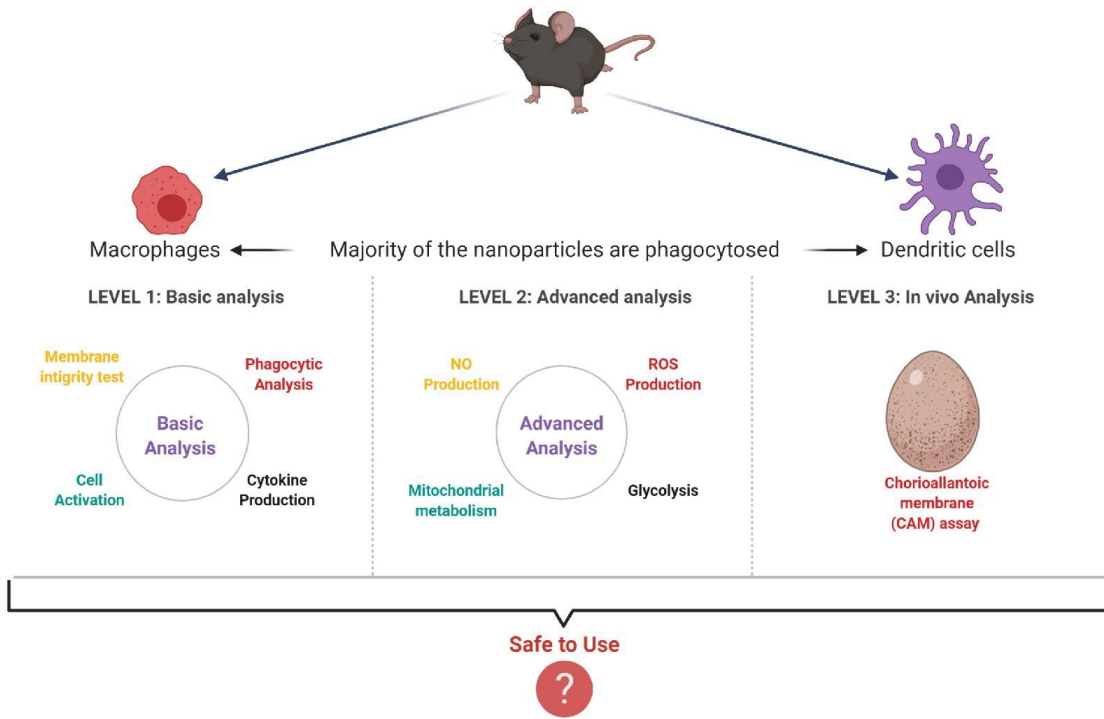 Macrophages
Majority of the nanoparticles are phagocytosed
Dendritic cells
LEVEL 1: Basic analysis
Membrane
intigrity test
Phagocytic
Analysis
Basic
Analysis
Cell
Activation
Cytokine
Production
LEVEL 2: Advanced analysis
NO
Production
ROS
Production
Advanced
Analysis
Mitochondrial
metabolism
Glycolysis
LEVEL 3: In vivo Analysis
Chorioallantoic
membrane
(CAM) assay
Safe to Use
?